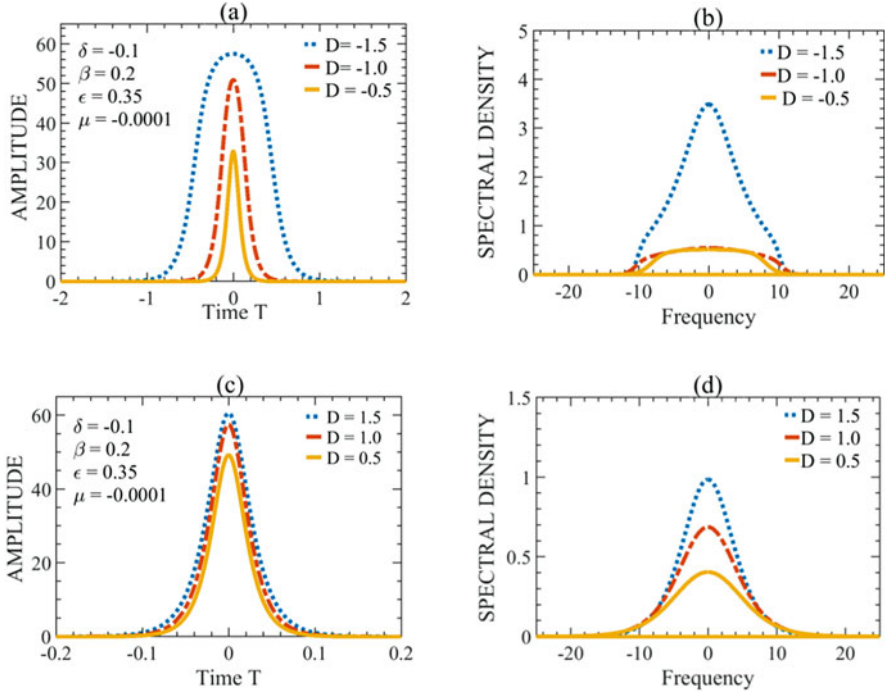 (a)
AMPLITUDE
60
50
40
30
20
10
0
-2
-1
0
1
2
Time T
δ = -0.1
β = 0.2
ϵ = 0.35
μ = -0.0001
D= -1.5
D= -1.0
D = -0.5
(b)
SPECTRAL DENSITY
5
4
3
2
1
0
-20
-10
0
10
20
Frequency
D = -1.5
D = -1.0
D = -0.5
(c)
AMPLITUDE
60
40
20
0
-0.2
-0.1
0
0.1
0.2
Time T
δ = -0.1
β = 0.2
ϵ = 0.35
μ = -0.0001
D = 1.5
D = 1.0
D = 0.5
(d)
SPECTRAL DENSITY
1.5
1
0.5
0
-20
-10
0
10
20
Frequency
D = 1.5
D = 1.0
D = 0.5